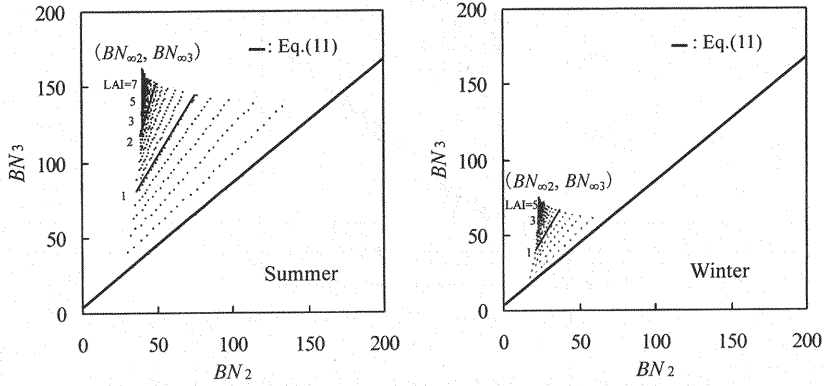 200
(BN∞2, BN∞3)
━: Eq.(11)
LAI=7
150
5
3
2
100
BN3
1
50
Summer
0
0 50 100 150 200
BN2
200
━: Eq.(11)
150
100
BN3
(BN∞2, BN∞3)
LAI=5
3
50
1
Winter
0
0 50 100 150 200
BN2